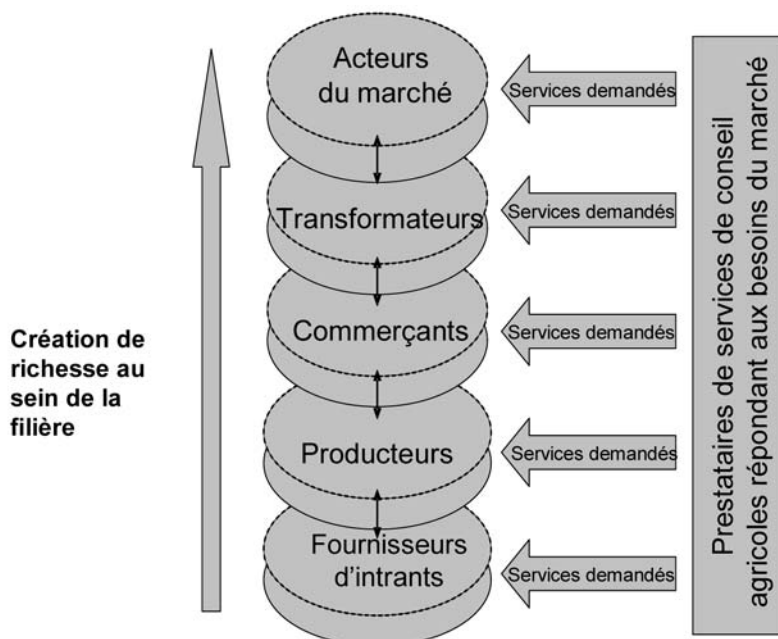 Acteurs
du marché
Services demandés
Transformateurs
Services demandés
Création de
richesse au
sein de la
filière
Commerçants
Services demandés
Producteurs
Services demandés
Fournisseurs
d'intrants
Services demandés
Prestataires de services de conseil
agricoles répondant aux besoins du marché